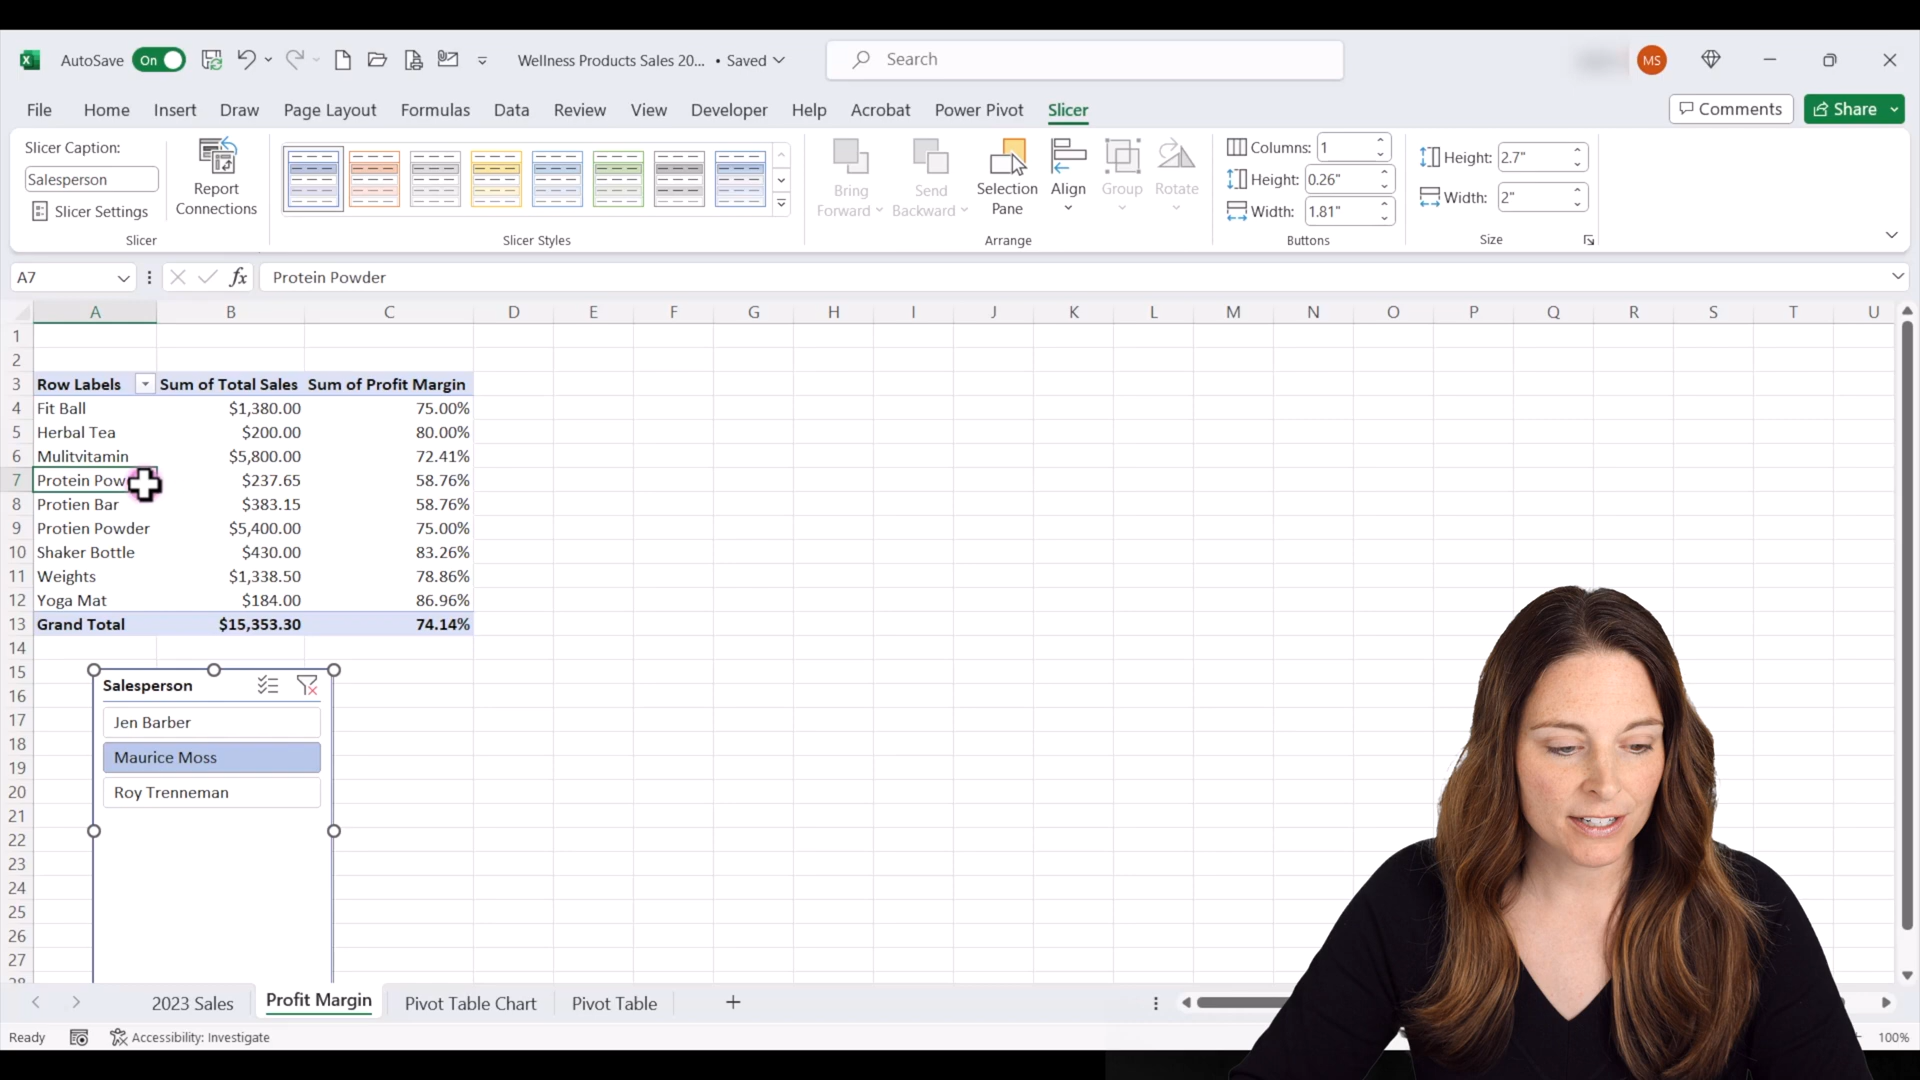 AutoSave On Wellness Products Sales 20... • Saved Search MS
File Home Insert Draw Page Layout Formulas Data Review View Developer Help Acrobat Power Pivot Slicer Comments Share
Slicer Caption:
Salesperson
Slicer Settings
Report
Connections
Slicer
Slicer Styles
Bring
Forward
Send
Backward
Selection
Pane
Align
Group
Rotate
Arrange
Columns: 1
Height: 0.26"
Width: 1.81"
Buttons
Height: 2.7"
Width: 2"
Size
A7 fx Protein Powder
A B C D E F G H I J K L M N O P Q R S T U
1
2
3 Row Labels Sum of Total Sales Sum of Profit Margin
4 Fit Ball $1,380.00 75.00%
5 Herbal Tea $200.00 80.00%
6 Mulitvitamin $5,800.00 72.41%
7 Protein Pow $237.65 58.76%
8 Protien Bar $383.15 58.76%
9 Protien Powder $5,400.00 75.00%
10 Shaker Bottle $430.00 83.26%
11 Weights $1,338.50 78.86%
12 Yoga Mat $184.00 86.96%
13 Grand Total $15,353.30 74.14%
14
15
Salesperson
16
17 Jen Barber
18
Maurice Moss
19
20 Roy Trenneman
21
22
23
24
25
26
27
28
2023 Sales Profit Margin Pivot Table Chart Pivot Table
Ready Accessibility: Investigate 100%